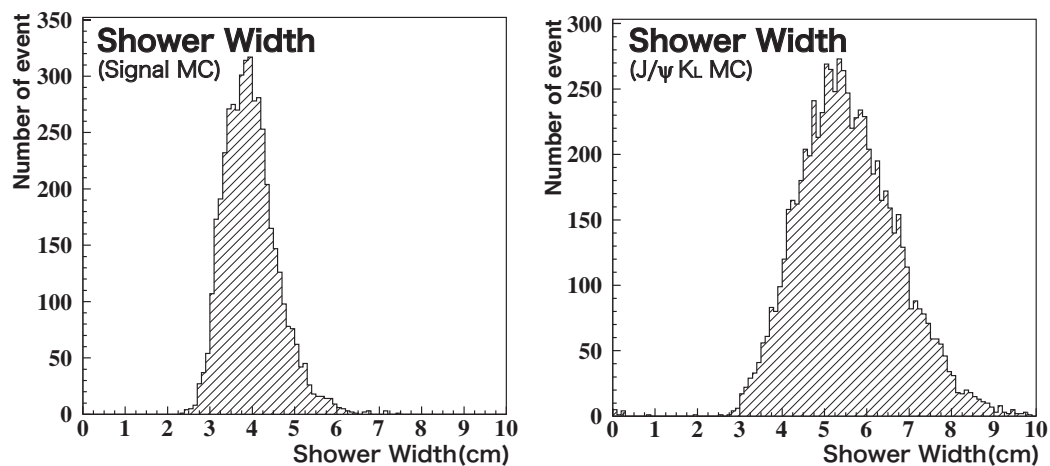 Shower Width
(Signal MC)
Number of event
350
300
250
200
150
100
50
0
0 1 2 3 4 5 6 7 8 9 10
Shower Width(cm)
Shower Width
(J/ψ KL MC)
Number of event
300
250
200
150
100
50
0
0 1 2 3 4 5 6 7 8 9 10
Shower Width(cm)